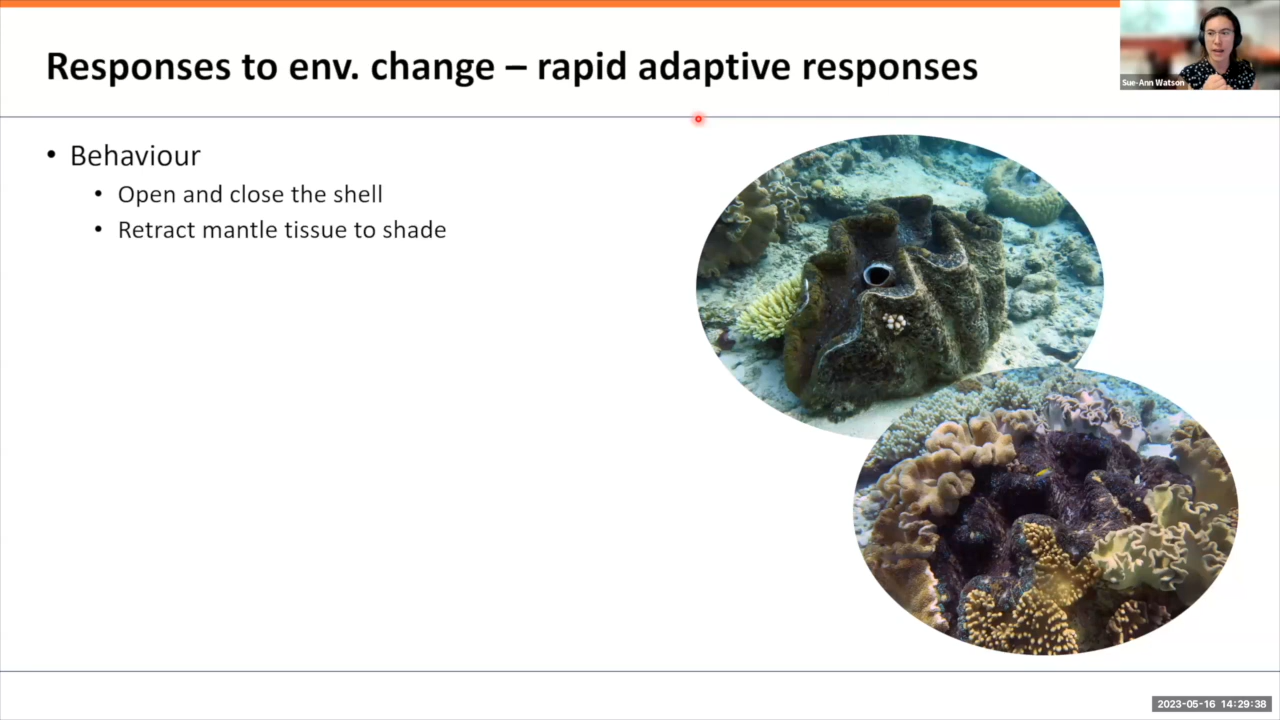 Responses to env. change – rapid adaptive responses
Sue-Ann Watson
• Behaviour
• Open and close the shell
• Retract mantle tissue to shade
2023-05-16 14:29:38